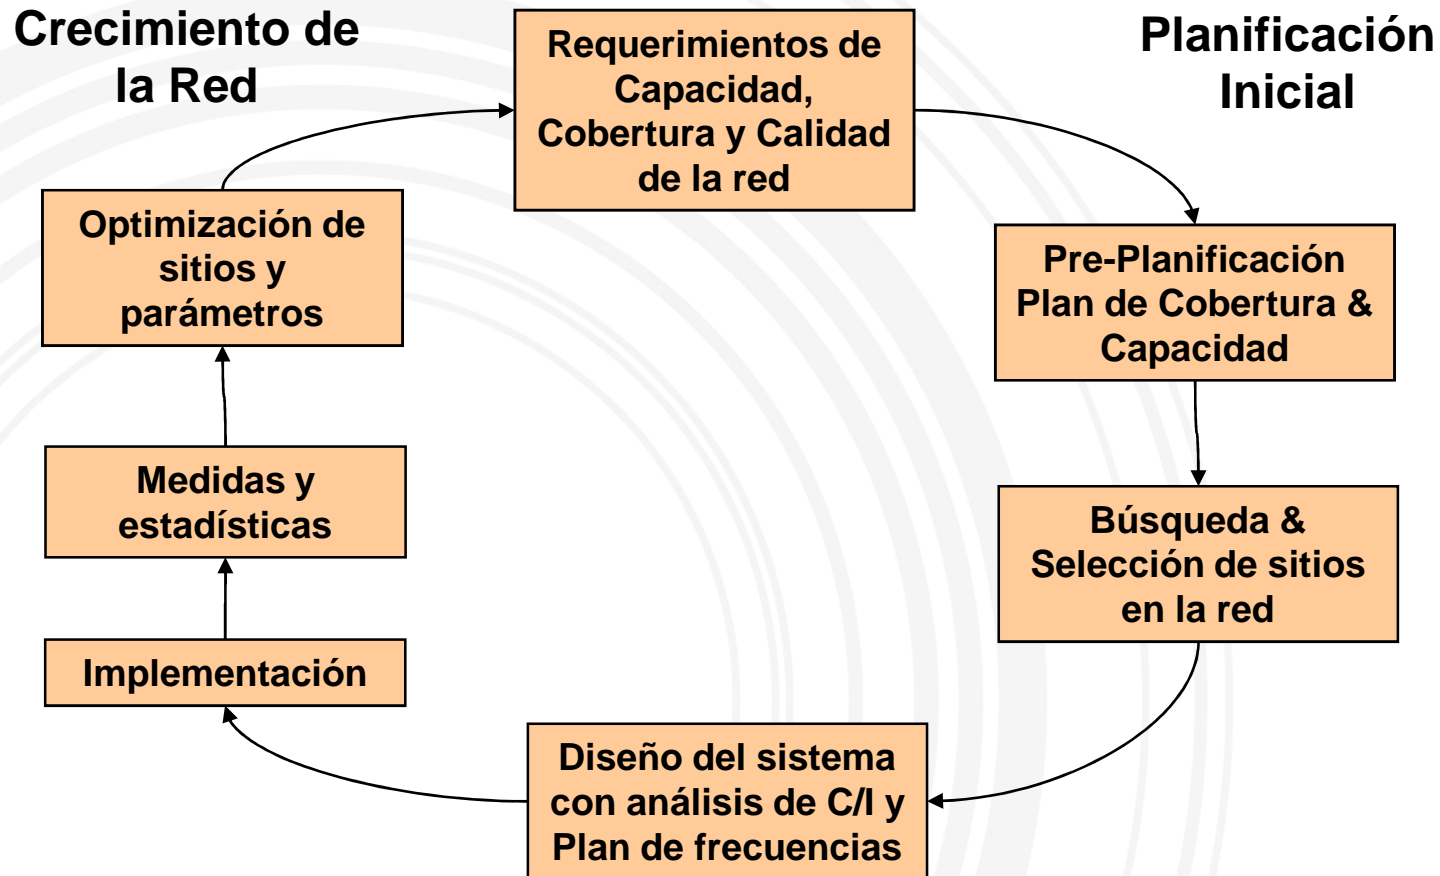 Crecimiento de
la Red
Planificación
Inicial
Requerimientos de
Capacidad,
Cobertura y Calidad
de la red
Pre-Planificación
Plan de Cobertura &
Capacidad
Búsqueda &
Selección de sitios
en la red
Diseño del sistema
con análisis de C/I y
Plan de frecuencias
Implementación
Medidas y
estadísticas
Optimización de
sitios y
parámetros